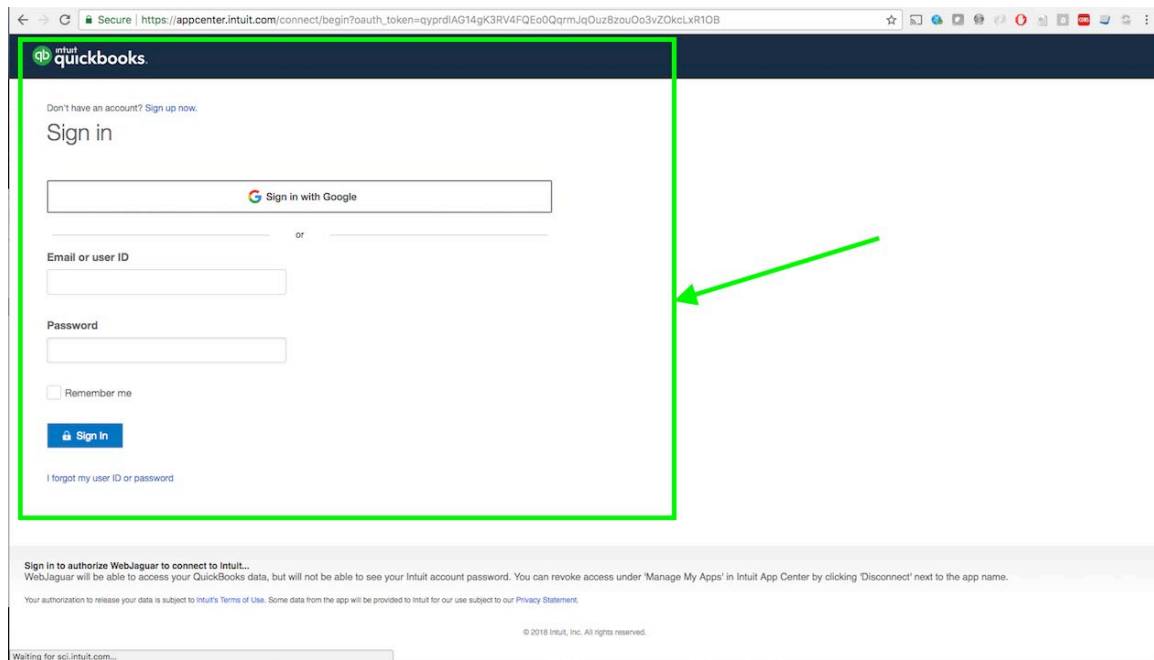 Secure | https://appcenter.intuit.com/connect/begin?oauth_token=qyprdlAG14gK3RV4FQEo0QqrmJqOuz8zouOo3vZOkcLxR1OB
intuit
quickbooks.
Don't have an account? Sign up now.
Sign in
Sign in with Google
or
Email or user ID
Password
Remember me
Sign In
I forgot my user ID or password
Sign in to authorize WebJaguar to connect to Intuit...
WebJaguar will be able to access your QuickBooks data, but will not be able to see your Intuit account password. You can revoke access under 'Manage My Apps' in Intuit App Center by clicking 'Disconnect' next to the app name.
Your authorization to release your data is subject to Intuit's Terms of Use. Some data from the app will be provided to Intuit for our use subject to our Privacy Statement.
© 2018 Intuit, Inc. All rights reserved.
Waiting for sci.intuit.com...